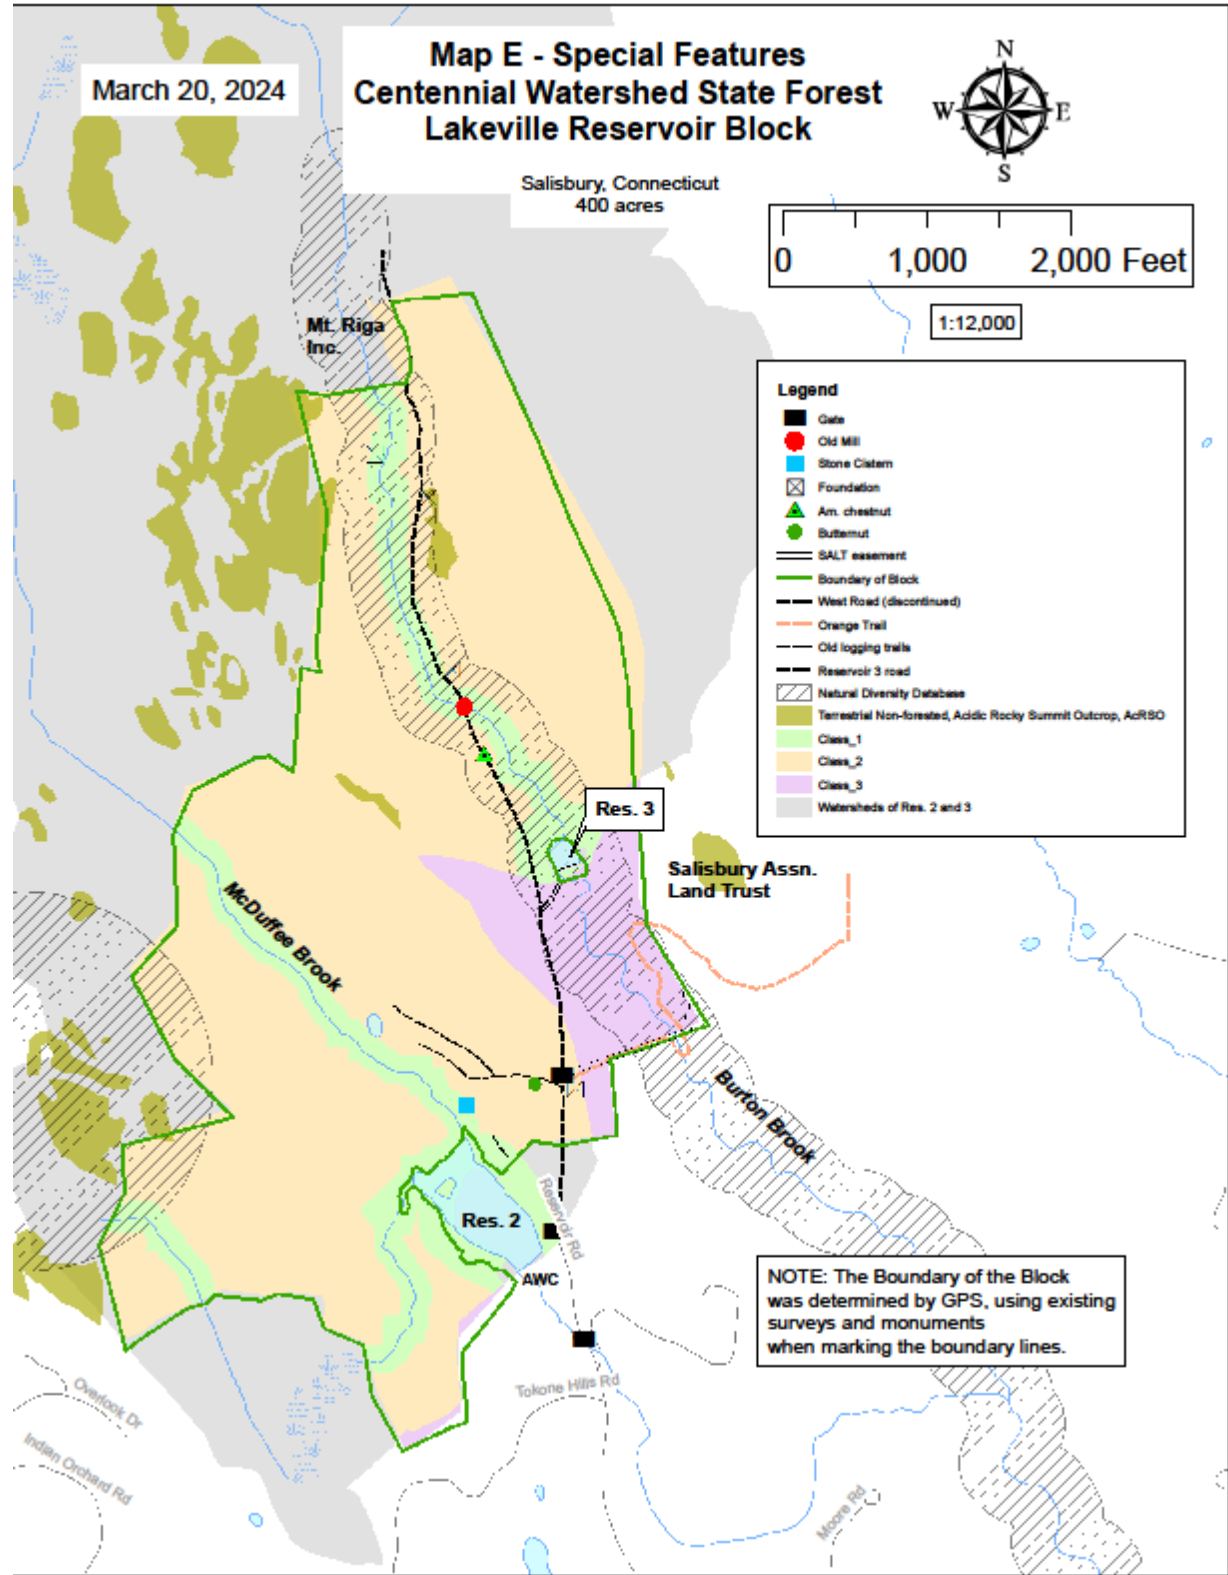 March 20, 2024
Map E - Special Features
Centennial Watershed State Forest
Lakeville Reservoir Block
Salisbury, Connecticut
400 acres
N
W E
S
0 1,000 2,000 Feet
1:12,000
Legend
Gate
Old Mill
Stone Cistern
Foundation
Am. chestnut
Butternut
SALT easement
Boundary of Block
West Road (discontinued)
Orange Trail
Old logging trails
Reservoir 3 road
Natural Diversity Database
Terrestrial Non-forested, Acidic Rocky Summit Outcrop, AcRSO
Class_1
Class_2
Class_3
Watersheds of Res. 2 and 3
Mt. Riga
Inc.
Res. 3
Salisbury Assn.
Land Trust
McDuffee Brook
Burton Brook
Res. 2
Reservoir Rd
AWC
NOTE: The Boundary of the Block
was determined by GPS, using existing
surveys and monuments
when marking the boundary lines.
Tokone Hills Rd
Overlook Dr
Indian Orchard Rd
Moore Rd